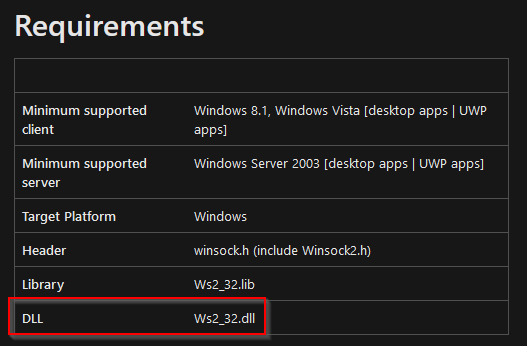 Requirements
Minimum supported client
Windows 8.1, Windows Vista [desktop apps | UWP apps]
Minimum supported server
Windows Server 2003 [desktop apps | UWP apps]
Target Platform
Windows
Header
winsock.h (include Winsock2.h)
Library
Ws2_32.lib
DLL
Ws2_32.dll